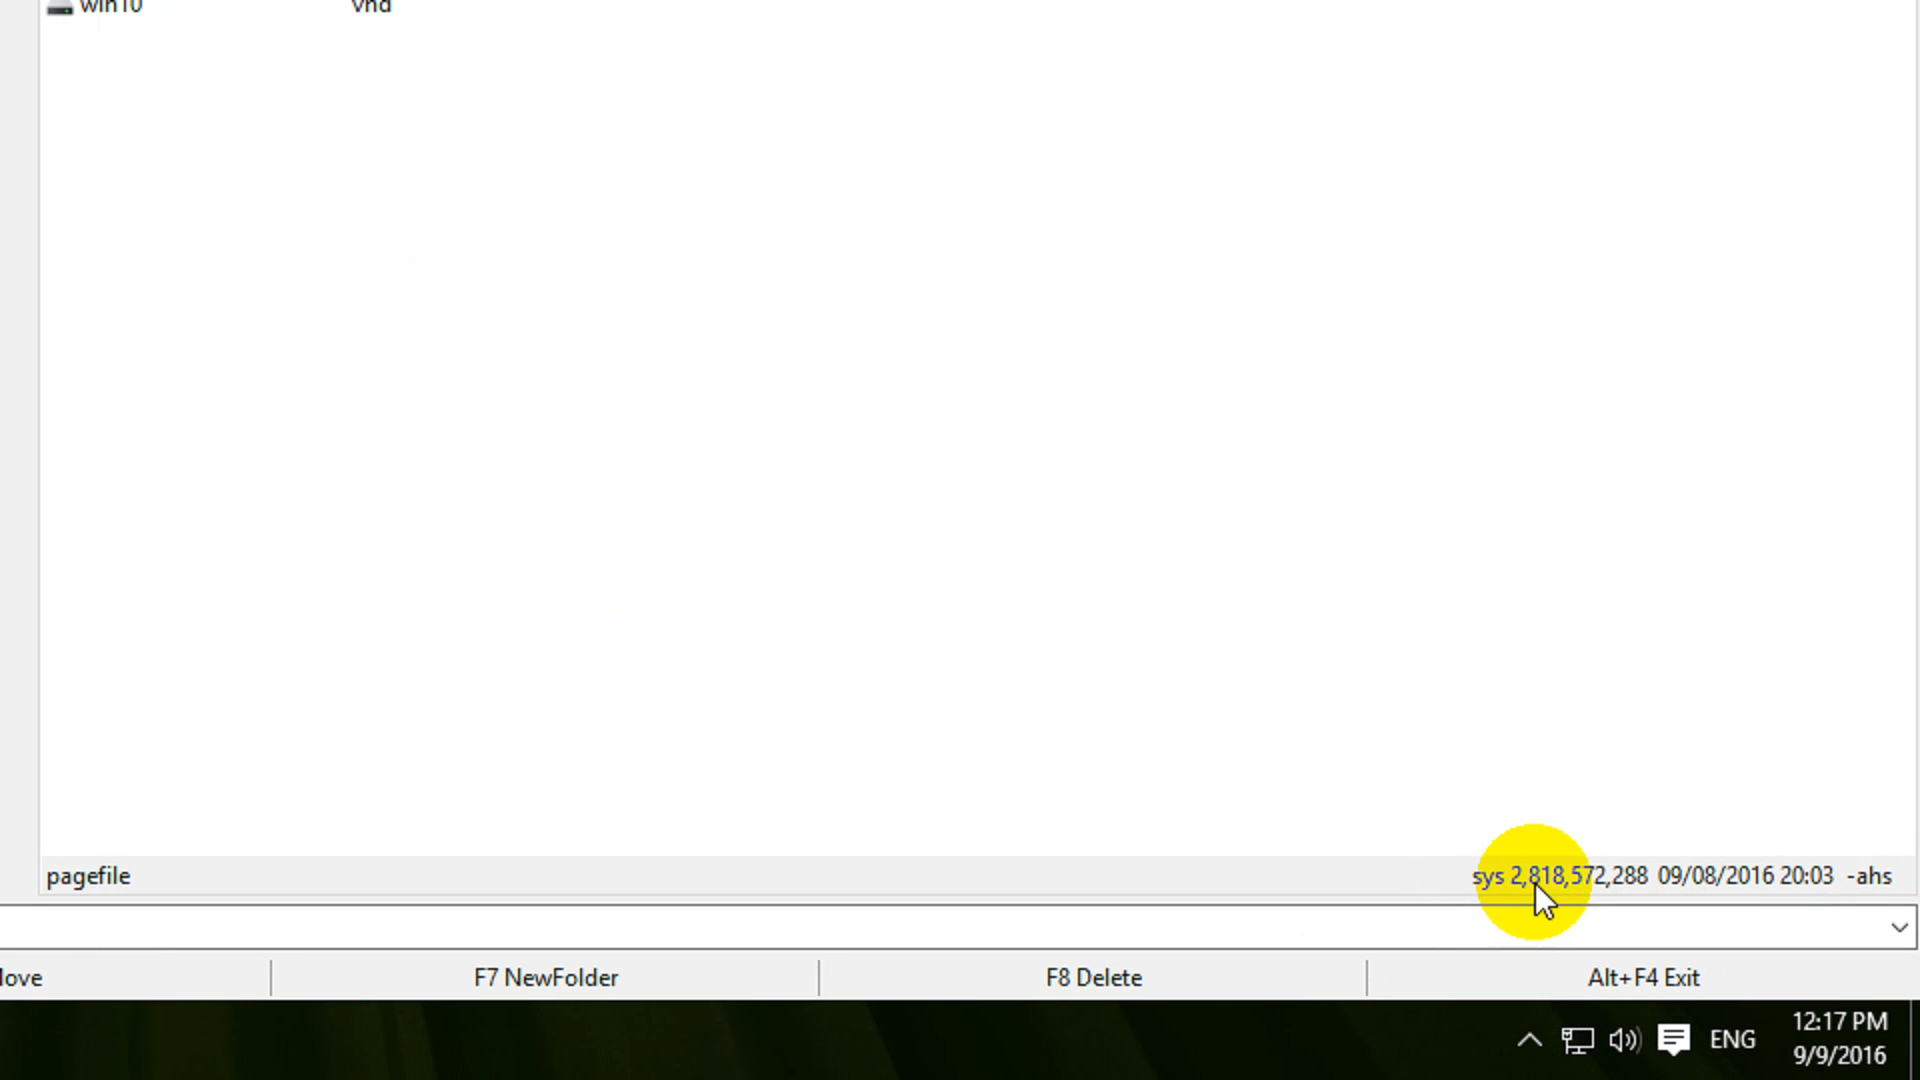 win10 vhd
pagefile sys 2,818,572,288 09/08/2016 20:03 -ahs
Move F7 NewFolder F8 Delete Alt+F4 Exit
ENG 12:17 PM
9/9/2016